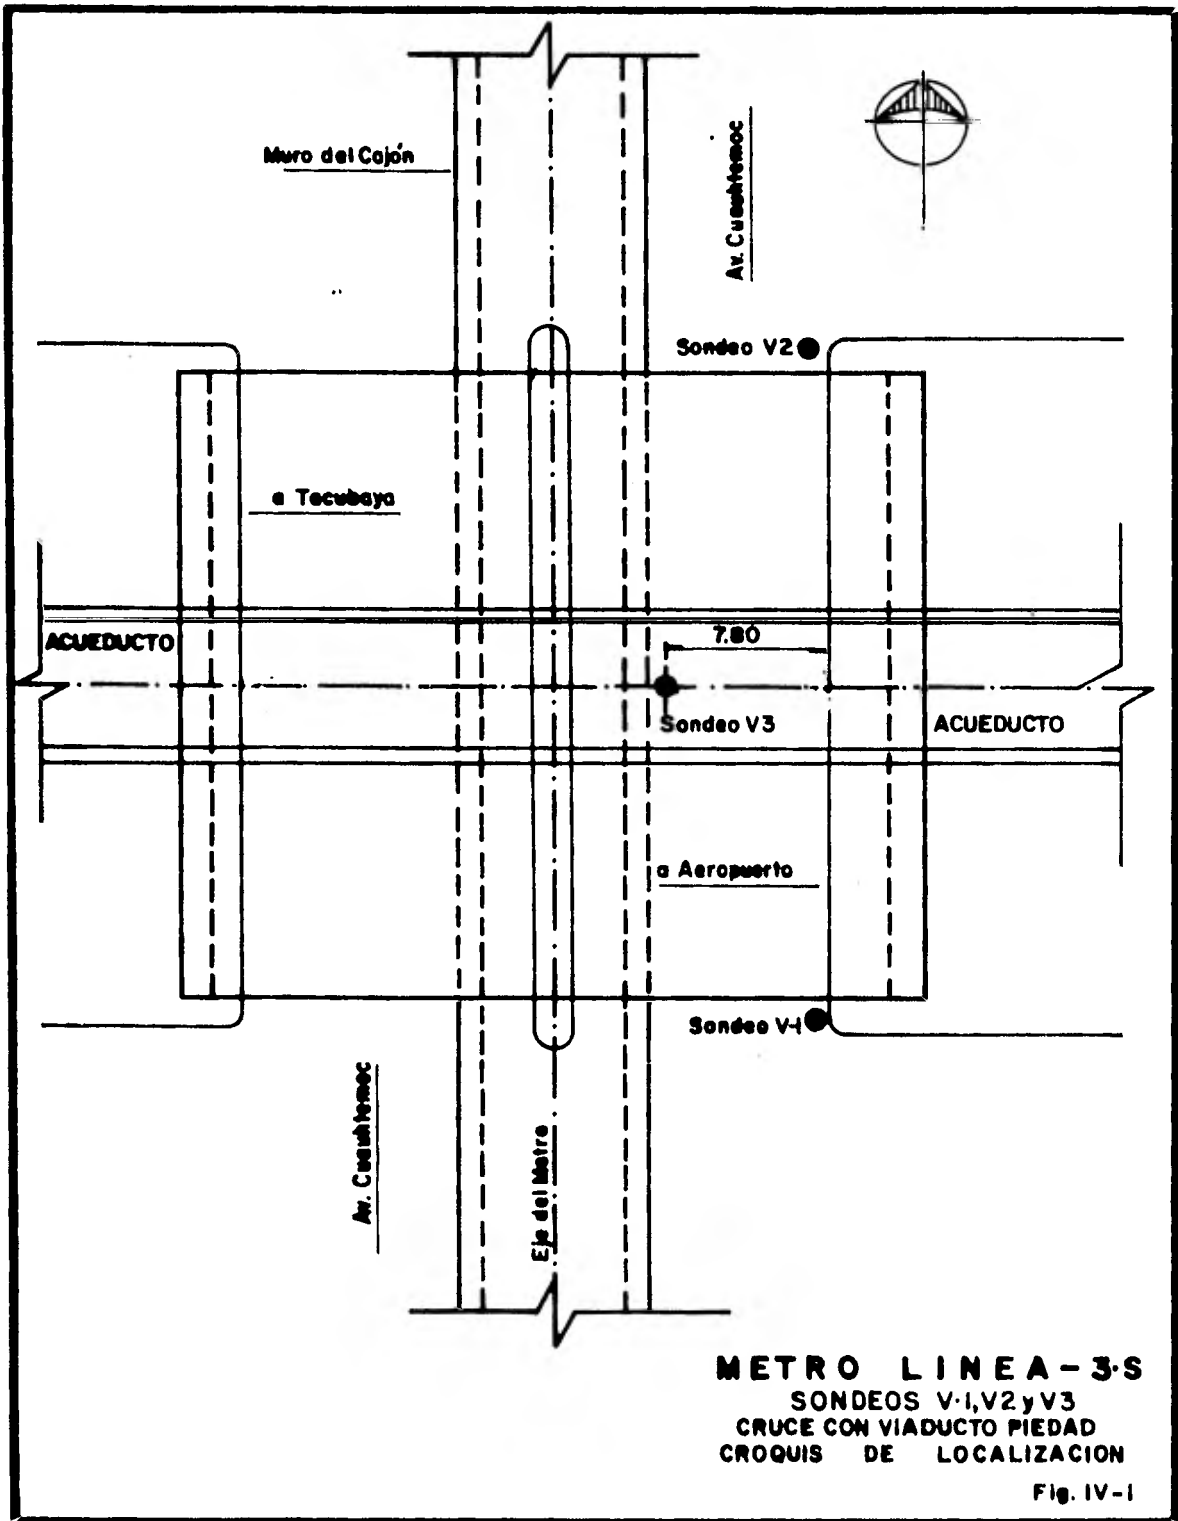 Muro del Cajón
Av. Cuauhtemoc
Sondeo V2
a Tacubaya
ACUEDUCTO
7.80
Sondeo V3
ACUEDUCTO
a Aeropuerto
Sondeo V-1
Av. Cuauhtemoc
Eje del Metro
METRO LINEA-3-S
SONDEOS V-1,V2 y V3
CRUCE CON VIADUCTO PIEDAD
CROQUIS DE LOCALIZACION
Fig. IV-1